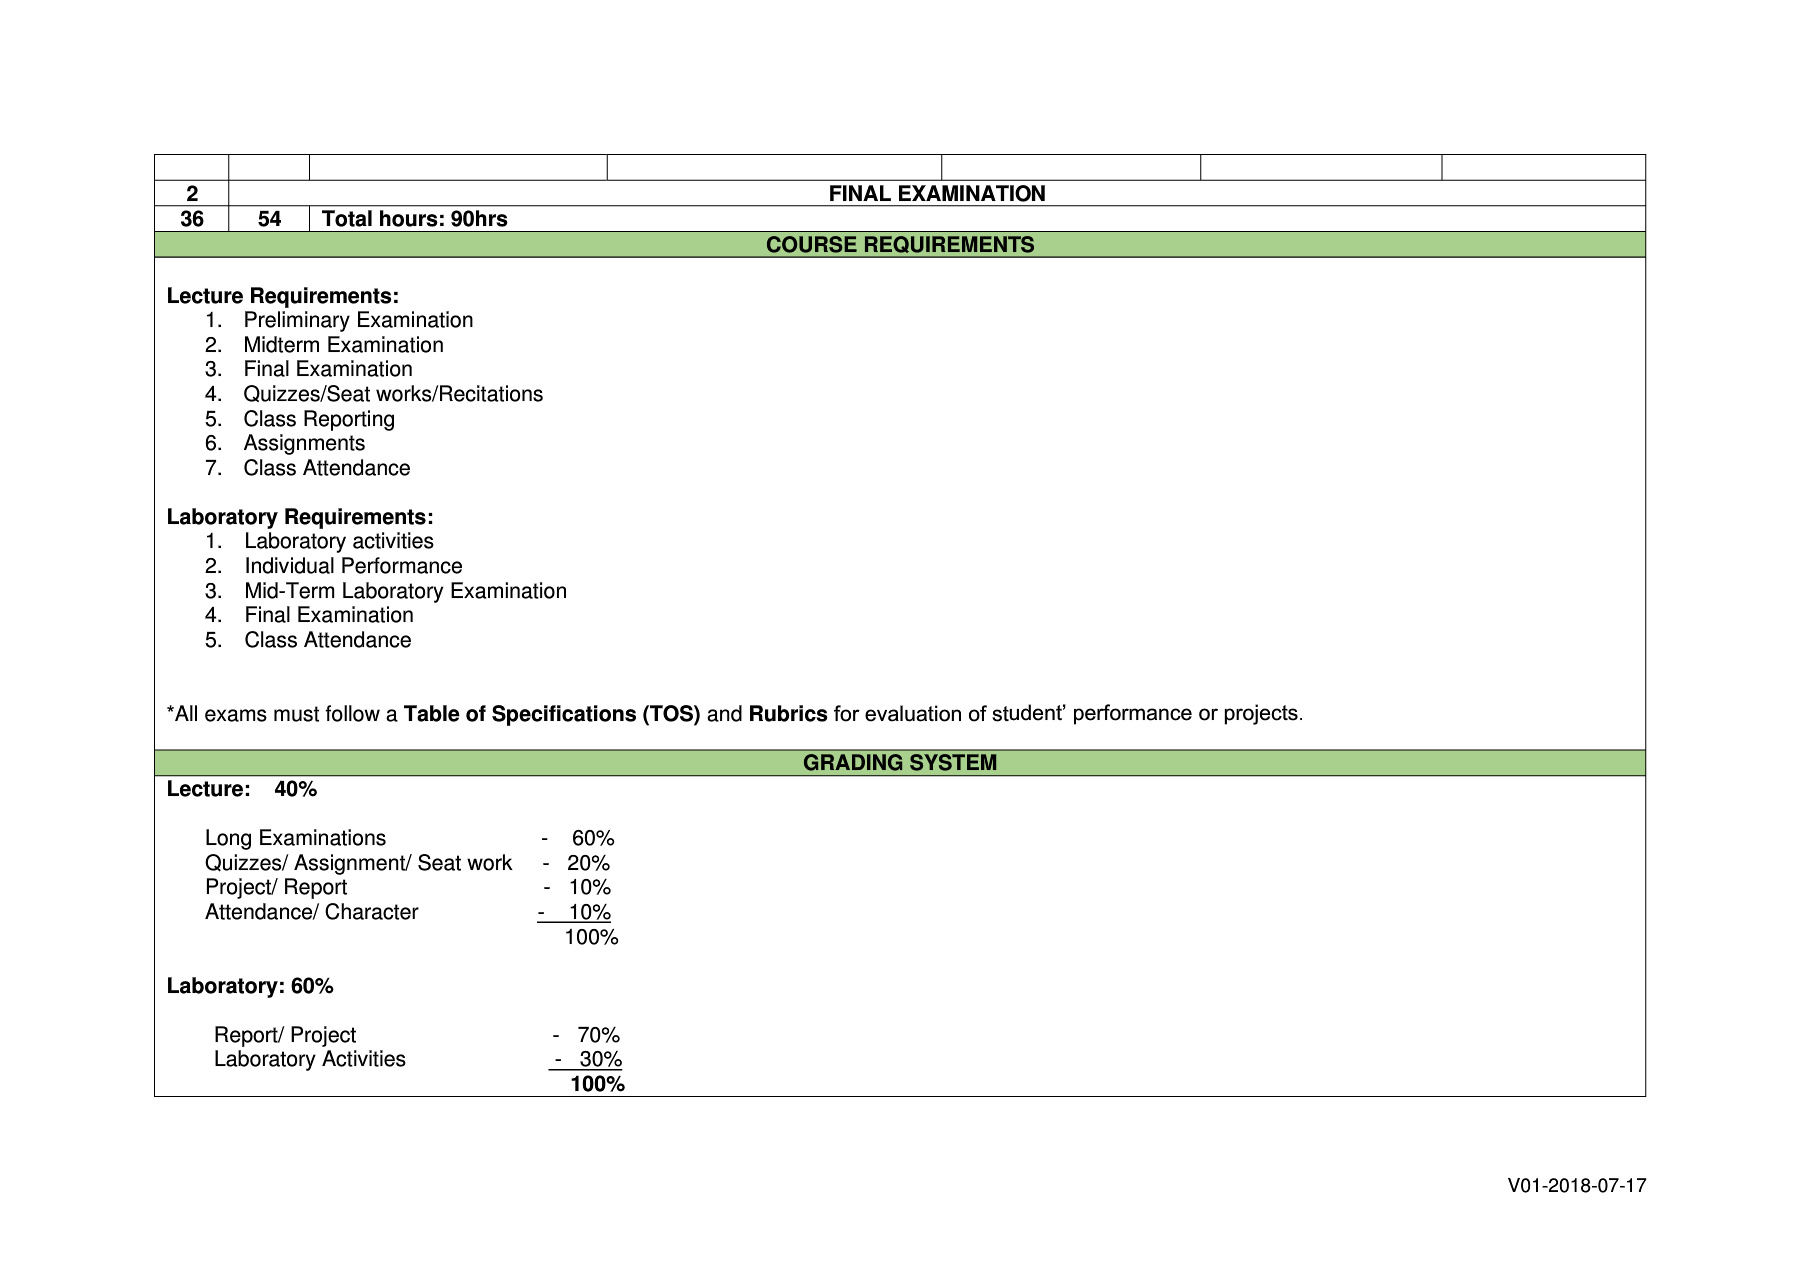 2 FINAL EXAMINATION
36 54 Total hours: 90hrs
COURSE REQUIREMENTS
Lecture Requirements:
1. Preliminary Examination
2. Midterm Examination
3. Final Examination
4. Quizzes/Seat works/Recitations
5. Class Reporting
6. Assignments
7. Class Attendance
Laboratory Requirements:
1. Laboratory activities
2. Individual Performance
3. Mid-Term Laboratory Examination
4. Final Examination
5. Class Attendance
*All exams must follow a Table of Specifications (TOS) and Rubrics for evaluation of student’ performance or projects.
GRADING SYSTEM
Lecture: 40%
Long Examinations - 60%
Quizzes/ Assignment/ Seat work - 20%
Project/ Report - 10%
Attendance/ Character - 10%
100%
Laboratory: 60%
Report/ Project - 70%
Laboratory Activities - 30%
100%
V01-2018-07-17